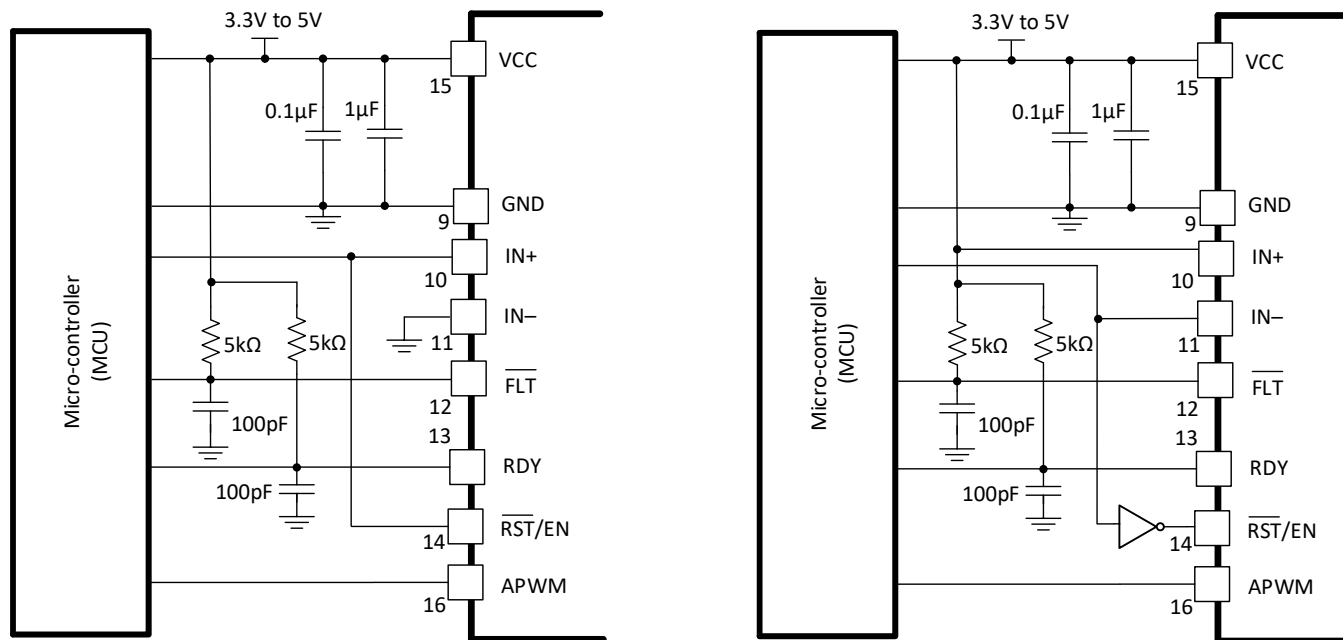 3.3V to 5V
VCC
15
0.1µF
1µF
GND
9
IN+
10
IN–
11
5kΩ
5kΩ
Micro-controller
(MCU)
FLT
12
100pF
13
RDY
100pF
RST/EN
14
APWM
16
3.3V to 5V
VCC
15
0.1µF
1µF
GND
9
IN+
10
IN–
11
5kΩ
5kΩ
Micro-controller
(MCU)
FLT
12
100pF
13
RDY
100pF
RST/EN
14
APWM
16